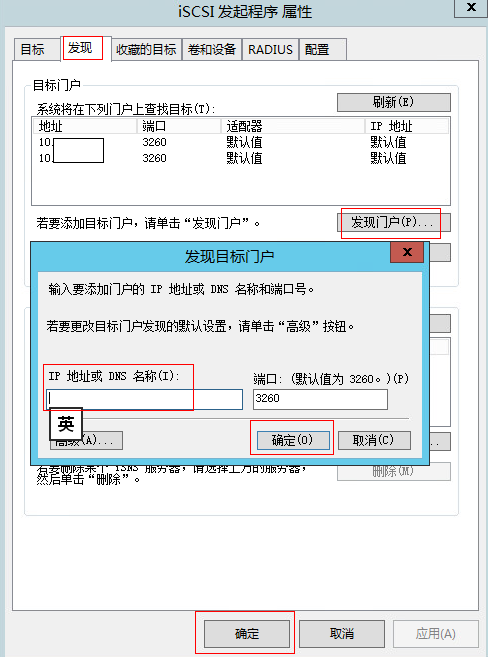 iSCSI 发起程序 属性
x
目标 发现 收藏的目标 卷和设备 RADIUS 配置
目标门户
系统将在下列门户上查找目标(T): 刷新(E)
地址 端口 适配器 IP 地址
10. 3260 默认值 默认值
10. 3260 默认值 默认值
若要添加目标门户，请单击“发现门户”。 发现门户(P)...
发现目标门户
x
输入要添加门户的 IP 地址或 DNS 名称和端口号。
若要更改目标门户发现的默认设置，请单击“高级”按钮。
IP 地址或 DNS 名称(I): 端口: (默认值为 3260。)(P)
3260
英
高级(A)... 确定(O) 取消(C)
若要删除某个 iSNS 服务器，请选择上方的服务器，
然后单击“删除”。 删除(M)
确定 取消 应用(A)